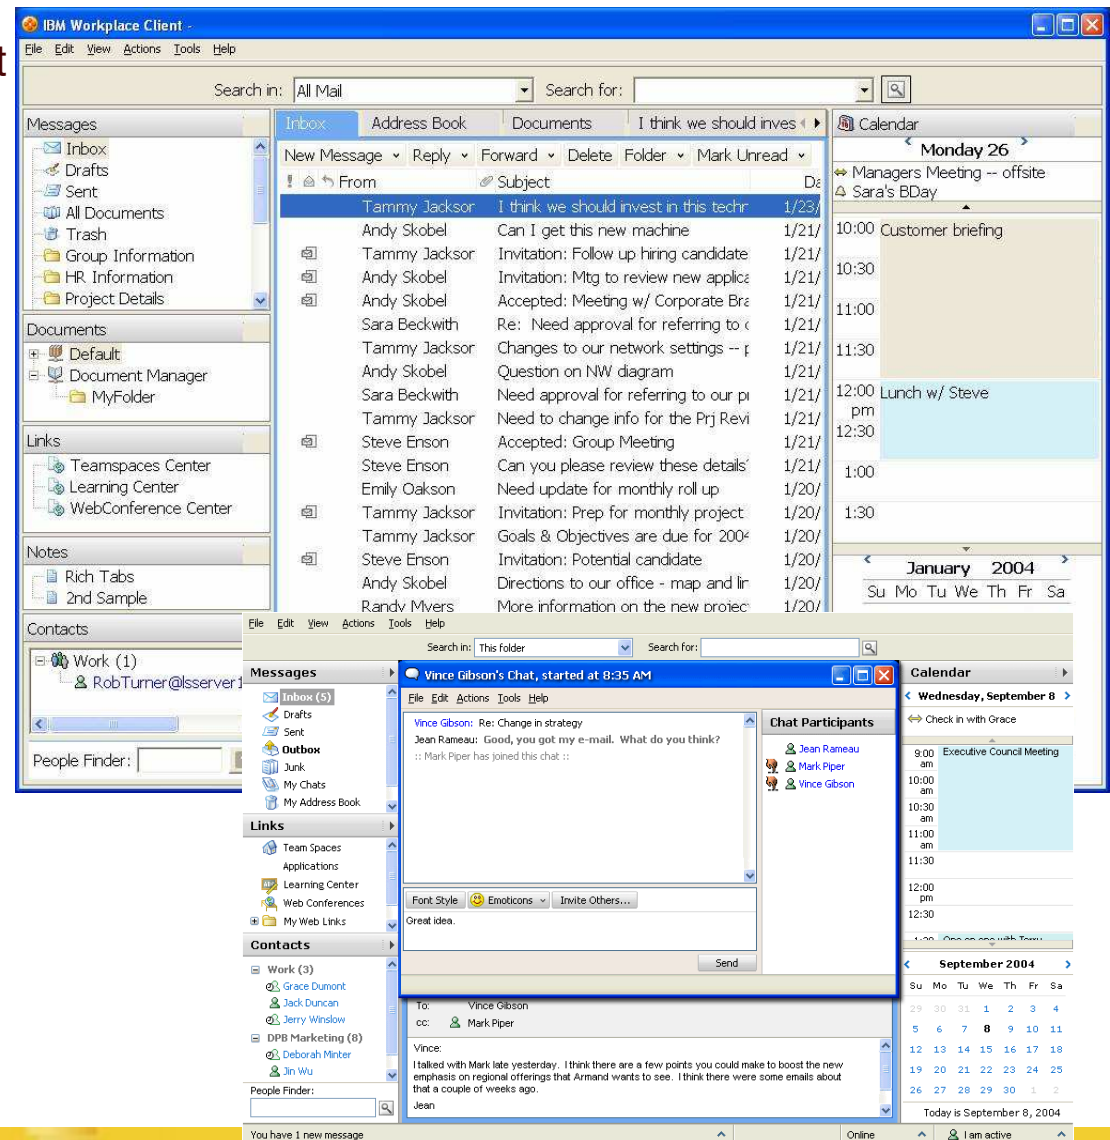 t
IBM Workplace Client -
File Edit View Actions Tools Help
Search in: All Mail Search for:
Messages
Inbox
Drafts
Sent
All Documents
Trash
Group Information
HR Information
Project Details
Documents
Default
Document Manager
MyFolder
Links
Teamspaces Center
Learning Center
WebConference Center
Notes
Rich Tabs
2nd Sample
Contacts
Work (1)
RobTurner@lsserver1
People Finder:
Inbox Address Book Documents I think we should inves
New Message Reply Forward Delete Folder Mark Unread
! From Subject Da
Tammy Jackson I think we should invest in this techr 1/23/
Andy Skobel Can I get this new machine 1/21/
Tammy Jackson Invitation: Follow up hiring candidate 1/21/
Andy Skobel Invitation: Mtg to review new applica 1/21/
Andy Skobel Accepted: Meeting w/ Corporate Bra 1/21/
Sara Beckwith Re: Need approval for referring to c 1/21/
Tammy Jackson Changes to our network settings -- p 1/21/
Andy Skobel Question on NW diagram 1/21/
Sara Beckwith Need approval for referring to our pr 1/21/
Tammy Jackson Need to change info for the Prj Revi 1/21/
Steve Enson Accepted: Group Meeting 1/21/
Steve Enson Can you please review these details? 1/21/
Emily Oakson Need update for monthly roll up 1/20/
Tammy Jackson Invitation: Prep for monthly project 1/20/
Tammy Jackson Goals & Objectives are due for 2004 1/20/
Steve Enson Invitation: Potential candidate 1/20/
Andy Skobel Directions to our office - map and lin 1/20/
Randy Myers More information on the new projec 1/20/
Calendar
Monday 26
Managers Meeting -- offsite
Sara's BDay
10:00 Customer briefing
10:30
11:00
11:30
12:00 Lunch w/ Steve
pm
12:30
1:00
1:30
January 2004
Su Mo Tu We Th Fr Sa
File Edit View Actions Tools Help
Search in: This folder Search for:
Messages
Inbox (5)
Drafts
Sent
Outbox
Junk
My Chats
My Address Book
Links
Team Spaces
Applications
Learning Center
Web Conferences
My Web Links
Contacts
Work (3)
Grace Dumont
Jack Duncan
Jerry Winslow
DPB Marketing (8)
Deborah Minter
Jin Wu
People Finder:
You have 1 new message
Vince Gibson's Chat, started at 8:35 AM
File Edit Actions Tools Help
Vince Gibson: Re: Change in strategy
Jean Rameau: Good, you got my e-mail. What do you think?
:: Mark Piper has joined this chat ::
Chat Participants
Jean Rameau
Mark Piper
Vince Gibson
Font Style Emoticons Invite Others...
Great idea.
Send
To: Vince Gibson
cc: Mark Piper
Vince:
I talked with Mark late yesterday. I think there are a few points you could make to boost the new
emphasis on regional offerings that Armand wants to see. I think there were some emails about
that a couple of weeks ago.
Jean
Calendar
Wednesday, September 8
Check in with Grace
9:00 Executive Council Meeting
am
10:00
am
10:30
am
11:00
am
11:30
12:00
pm
12:30
September 2004
Su Mo Tu We Th Fr Sa
29 30 31 1 2 3 4
5 6 7 8 9 10 11
12 13 14 15 16 17 18
19 20 21 22 23 24 25
26 27 28 29 30 1 2
Today is September 8, 2004
Online I am active